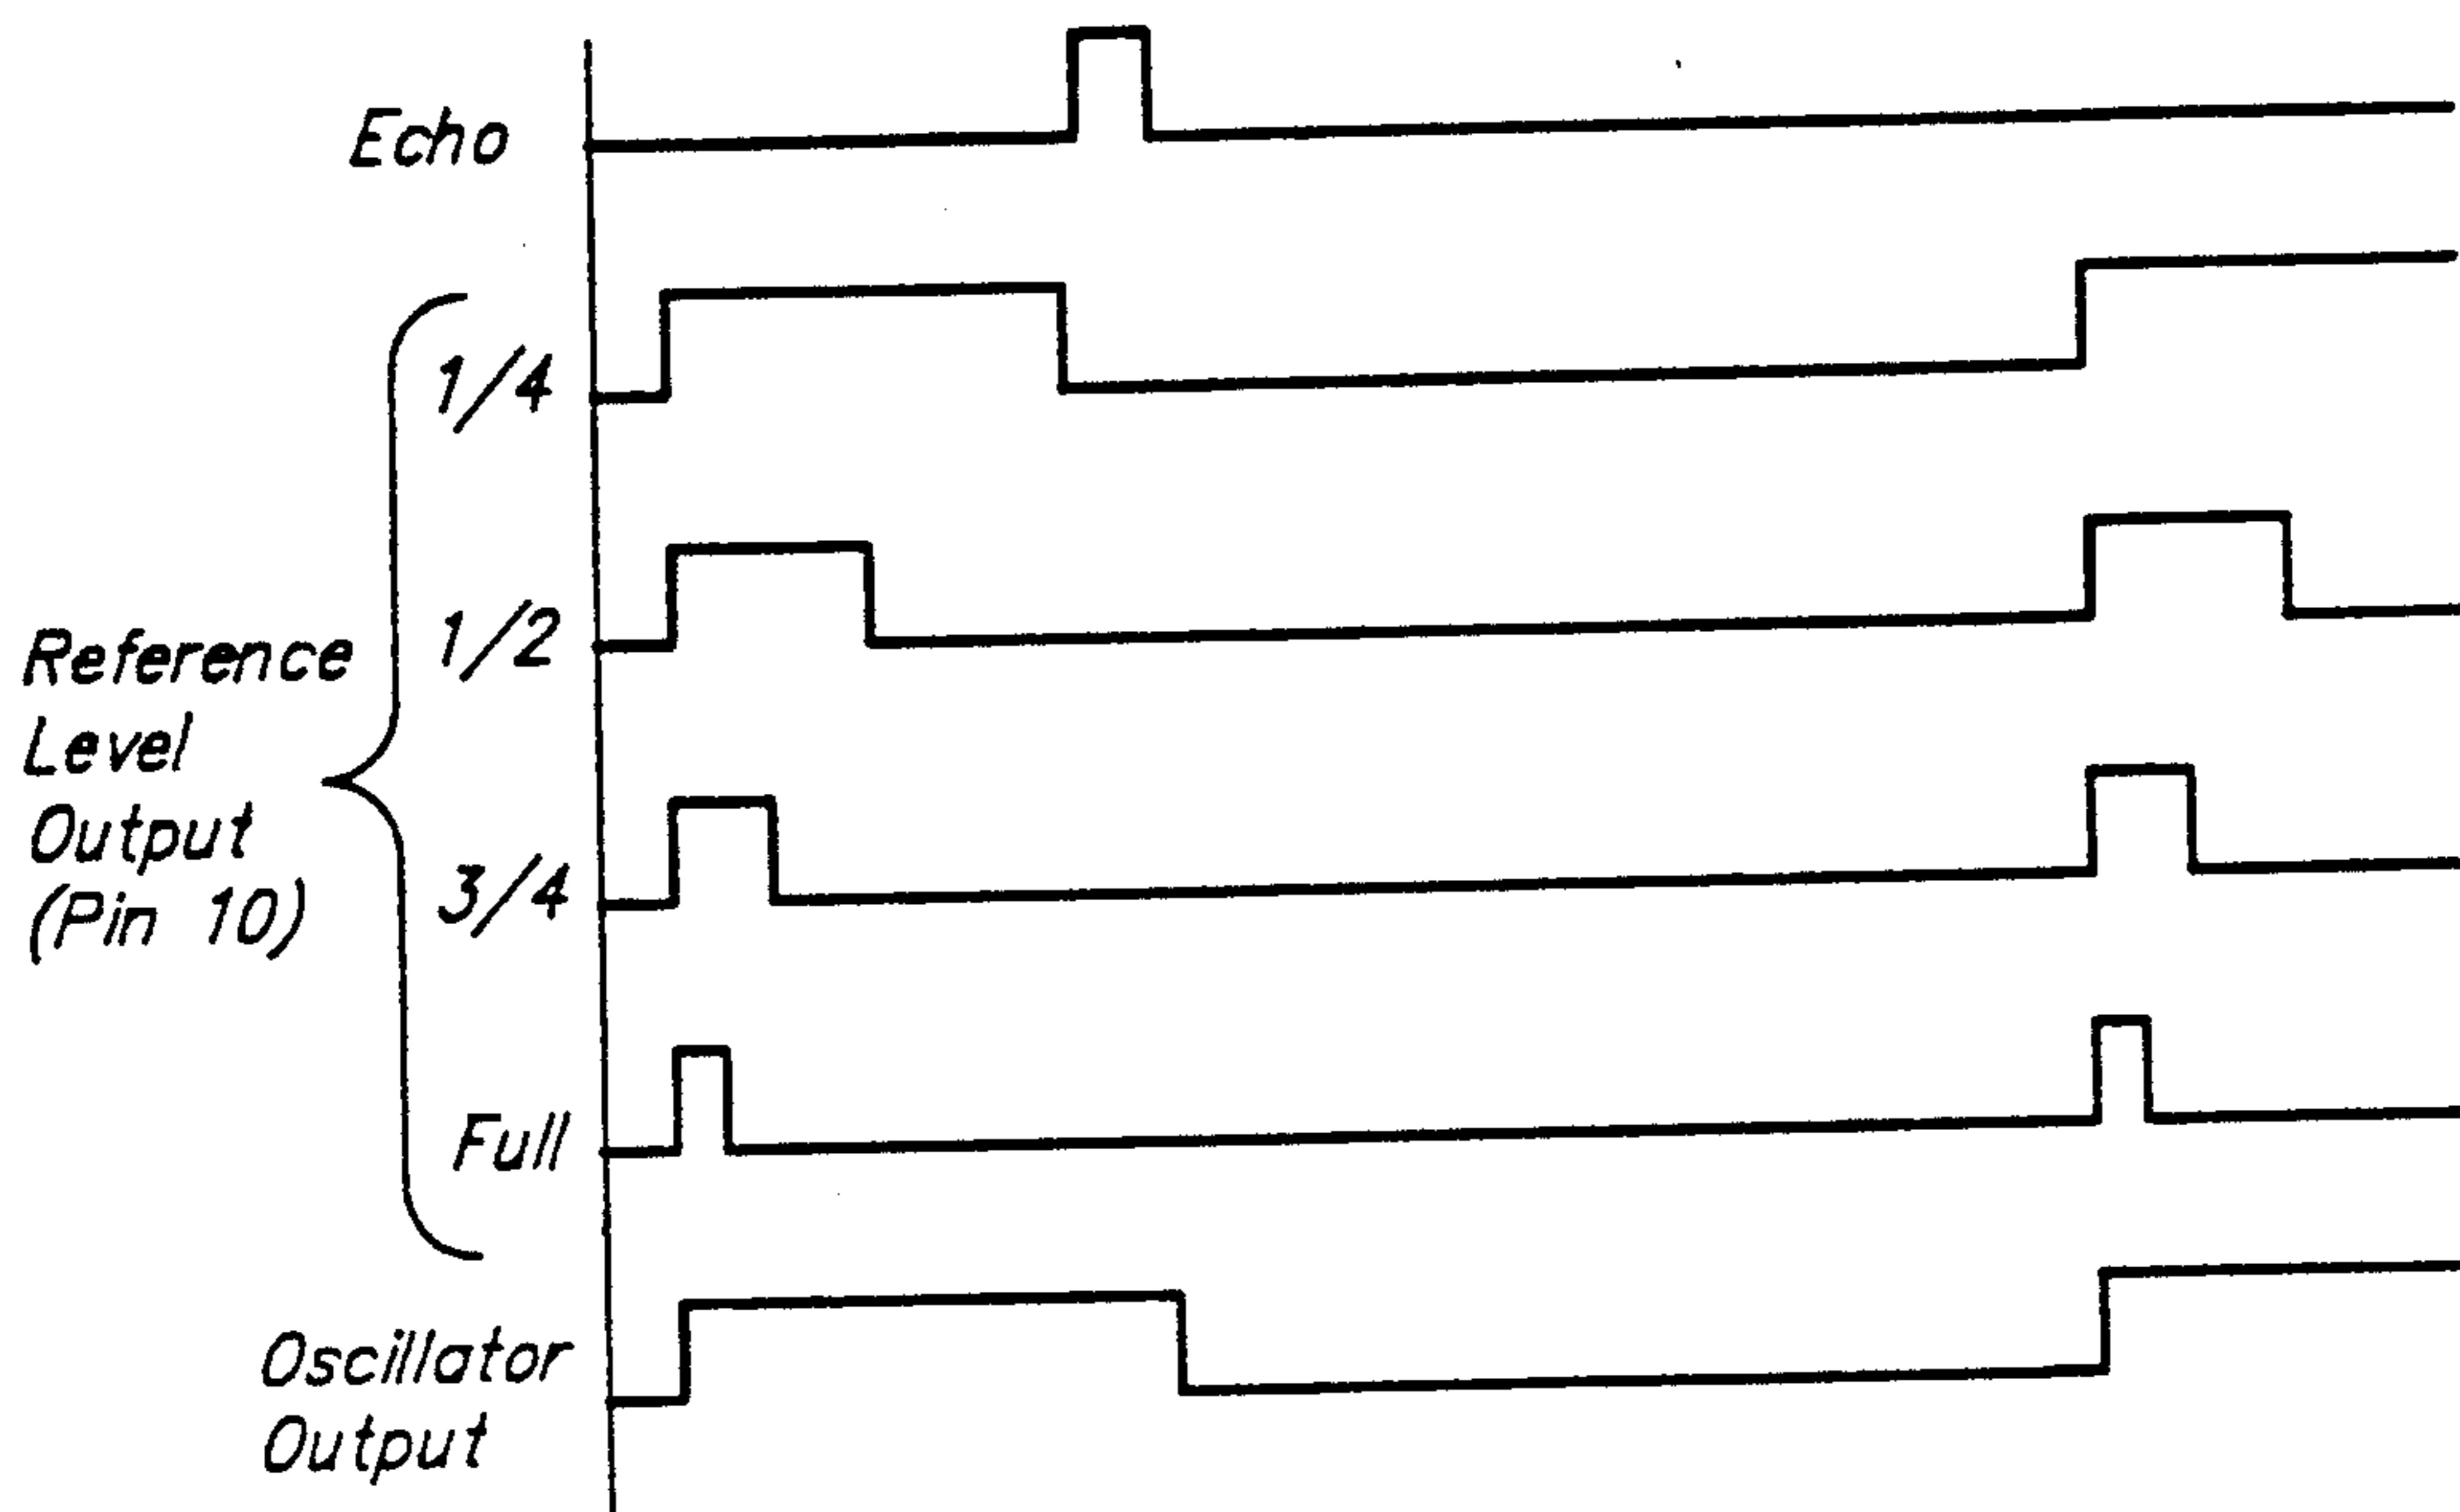 Echo
1/4
1/2
Reference
Level
Output
(Pin 10)
3/4
Full
Oscillator
Output